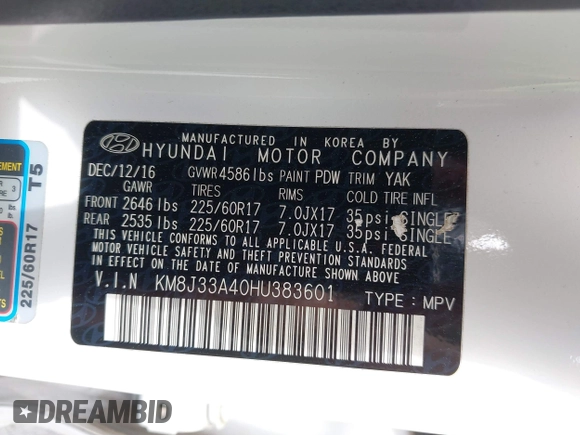 MANUFACTURED IN KOREA BY
HYUNDAI MOTOR COMPANY
DEC/12/16 GVWR4586lbs PAINT PDW TRIM YAK
GAWR TIRES RIMS COLD TIRE INFL
FRONT 2646 lbs 225/60R17 7.0JX17 35psi SINGLE
REAR 2535 lbs 225/60R17 7.0JX17 35psi SINGLE
THIS VEHICLE CONFORMS TO ALL APPLICABLE U.S.A. FEDERAL
MOTOR VEHICLE SAFETY, BUMPER, AND THEFT PREVENTION STANDARDS
IN EFFECT ON THE DATE OF MANUFACTURE SHOWN ABOVE.
V.I.N KM8J33A40HU383601 TYPE : MPV
225/60R17 T5
3
DREAMBID